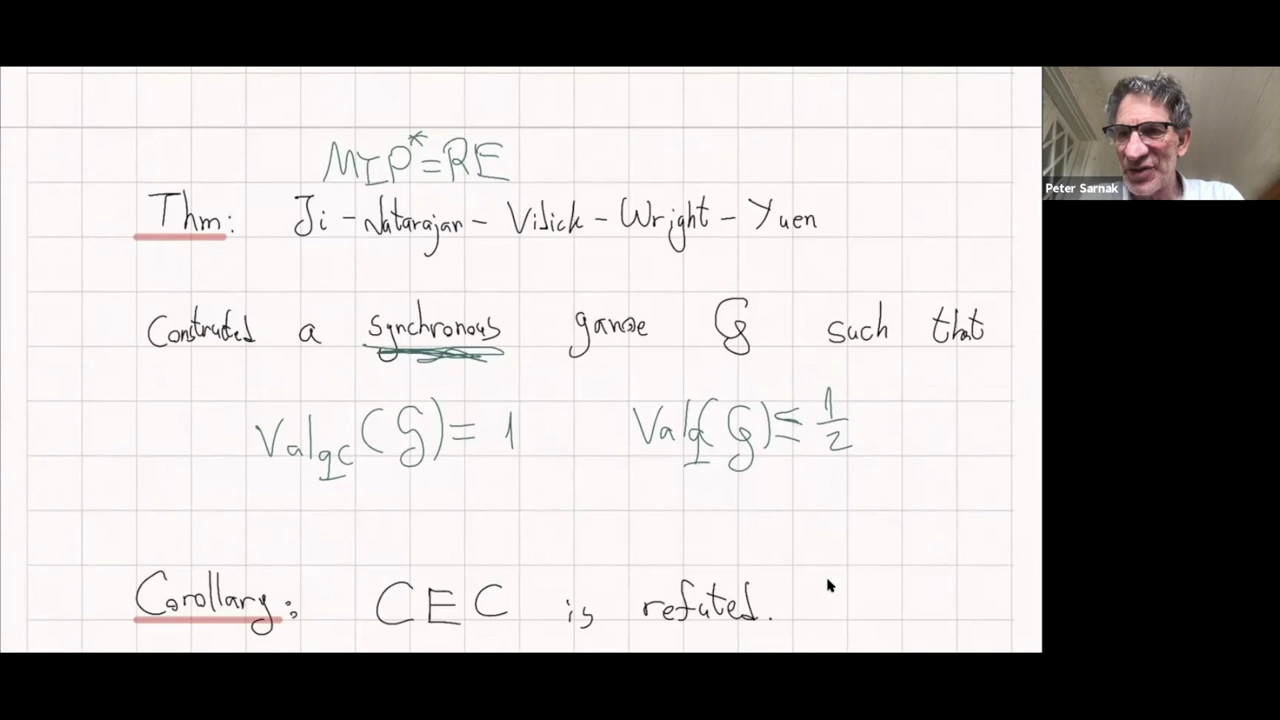 MIP*=RE
Peter Sarnak
Thm: Ji - Natarajan - Vidick - Wright - Yuen
Constructed a synchronous game G such that
Valqc(G) = 1 Valq(G) ≤ 1/2
Corollary: CEC is refuted.